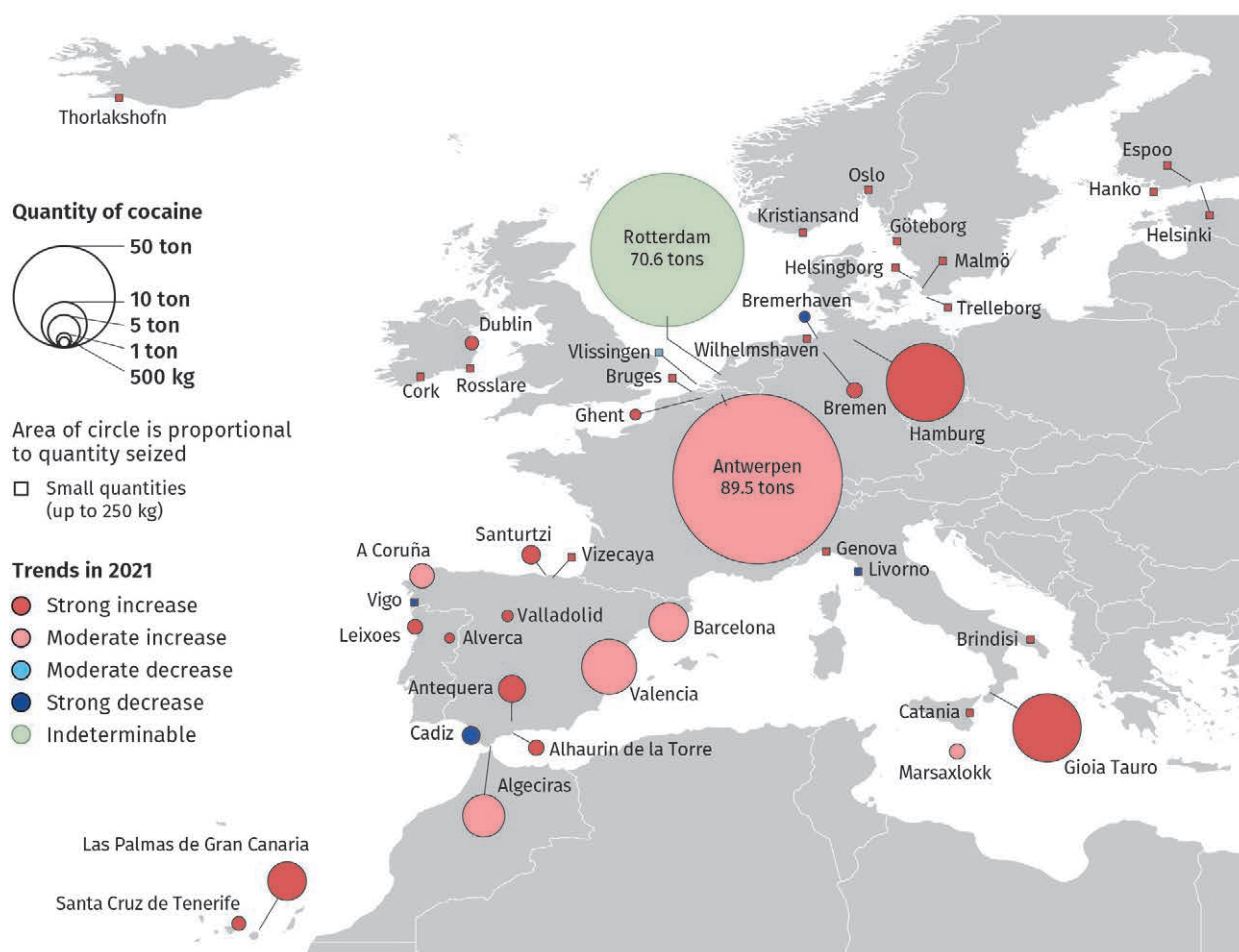 Thorlakshofn
Quantity of cocaine
50 ton
10 ton
5 ton
1 ton
500 kg
Area of circle is proportional
to quantity seized
Small quantities
(up to 250 kg)
Trends in 2021
Strong increase
Moderate increase
Moderate decrease
Strong decrease
Indeterminable
Rotterdam
70.6 tons
Oslo
Kristiansand
Göteborg
Helsingborg
Malmö
Trelleborg
Espoo
Hanko
Helsinki
Bremerhaven
Wilhelmshaven
Bremen
Hamburg
Dublin
Cork
Rosslare
Vlissingen
Bruges
Ghent
Antwerpen
89.5 tons
Santurtzi
Vizecaya
A Coruña
Vigo
Leixoes
Valladolid
Alverca
Barcelona
Valencia
Antequera
Cadiz
Alhaurin de la Torre
Algeciras
Genova
Livorno
Brindisi
Catania
Marsaxlokk
Gioia Tauro
Las Palmas de Gran Canaria
Santa Cruz de Tenerife